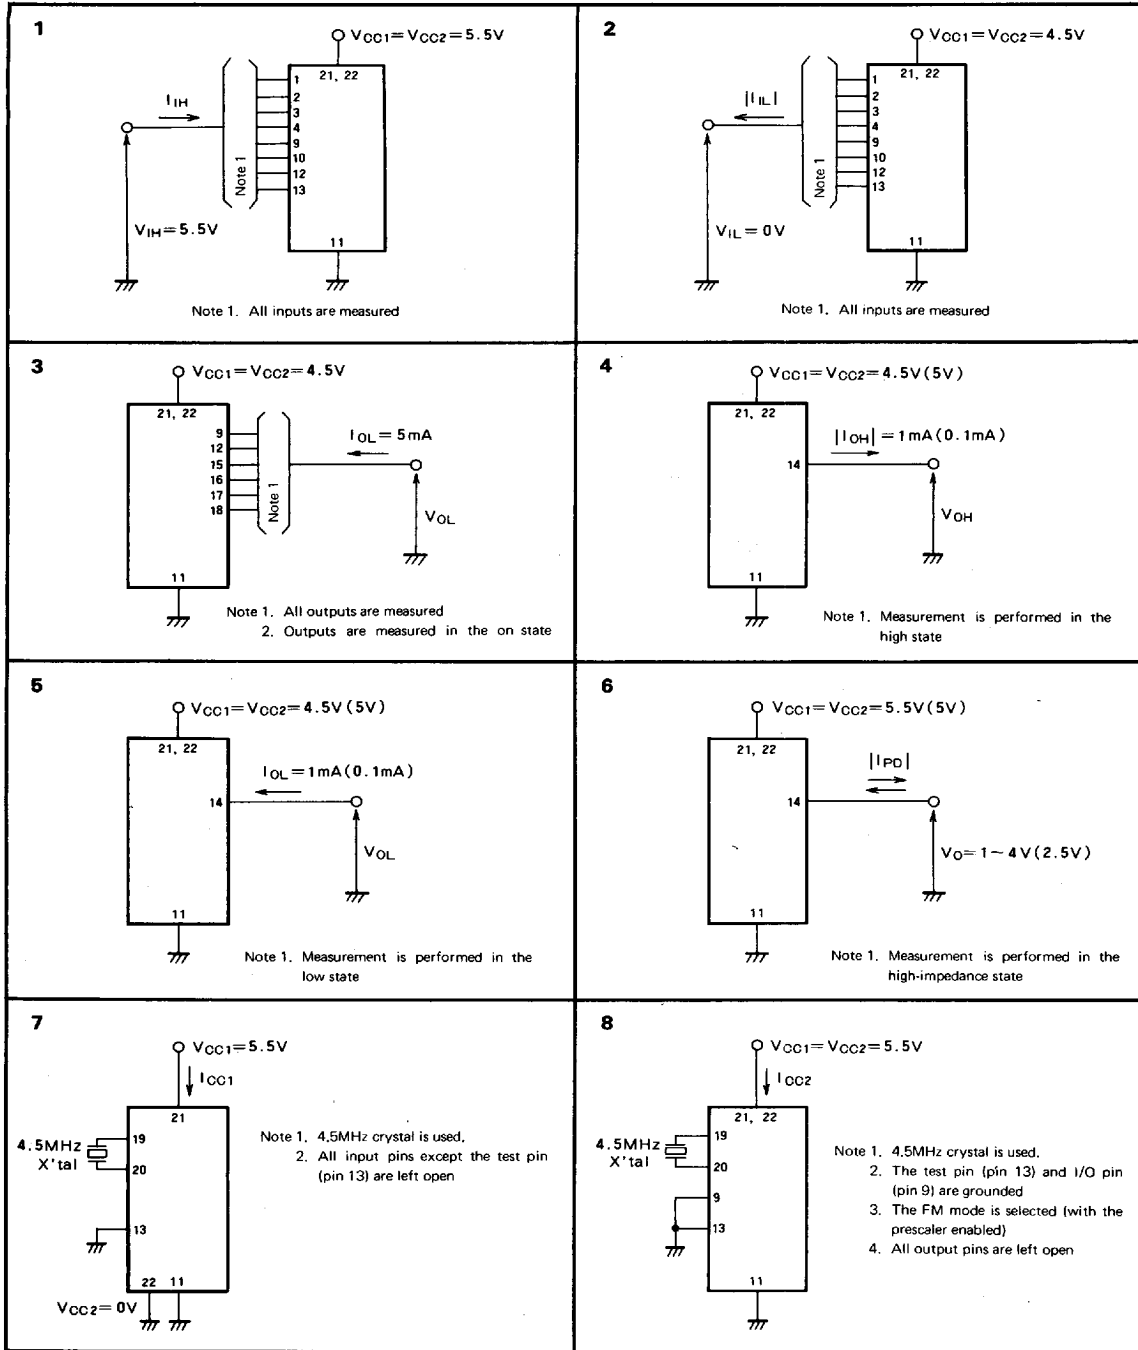 1
VCC1=VCC2=5.5V
21, 22
IIH
1
2
3
4
9
10
12
13
Note 1
VIH=5.5V
11
Note 1. All inputs are measured
2
VCC1=VCC2=4.5V
21, 22
|IIL|
1
2
3
4
9
10
12
13
Note 1
VIL=0V
11
Note 1. All inputs are measured
3
VCC1=VCC2=4.5V
21, 22
9
12
15
16
17
18
Note 1
IOL=5mA
VOL
11
Note 1. All outputs are measured
2. Outputs are measured in the on state
4
VCC1=VCC2=4.5V(5V)
21, 22
|IOH|=1mA(0.1mA)
14
VOH
11
Note 1. Measurement is performed in the
high state
5
VCC1=VCC2=4.5V(5V)
21, 22
IOL=1mA(0.1mA)
14
VOL
11
Note 1. Measurement is performed in the
low state
6
VCC1=VCC2=5.5V(5V)
21, 22
|IPD|
14
VO=1~4V(2.5V)
11
Note 1. Measurement is performed in the
high-impedance state
7
VCC1=5.5V
ICC1
21
4.5MHz
X'tal
19
20
13
22 11
VCC2=0V
Note 1. 4.5MHz crystal is used.
2. All input pins except the test pin
(pin 13) are left open
8
VCC1=VCC2=5.5V
ICC2
21, 22
4.5MHz
X'tal
19
20
9
13
11
Note 1. 4.5MHz crystal is used.
2. The test pin (pin 13) and I/O pin
(pin 9) are grounded
3. The FM mode is selected (with the
prescaler enabled)
4. All output pins are left open